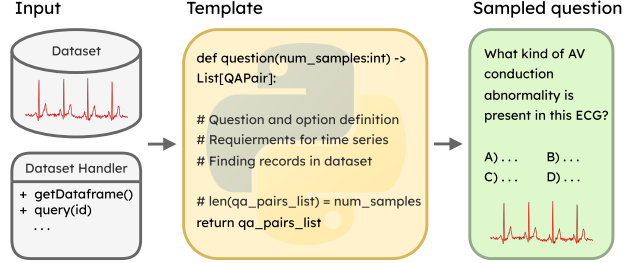 Input
Template
Sampled question
Dataset
Dataset Handler
+ getDataframe()
+ query(id)
...
def question(num_samples:int) ->
List[QAPair]:
# Question and option definition
# Requierments for time series
# Finding records in dataset
# len(qa_pairs_list) = num_samples
return qa_pairs_list
What kind of AV
conduction
abnormality is
present in this ECG?
A) . . . B) . . .
C) . . . D) . . .